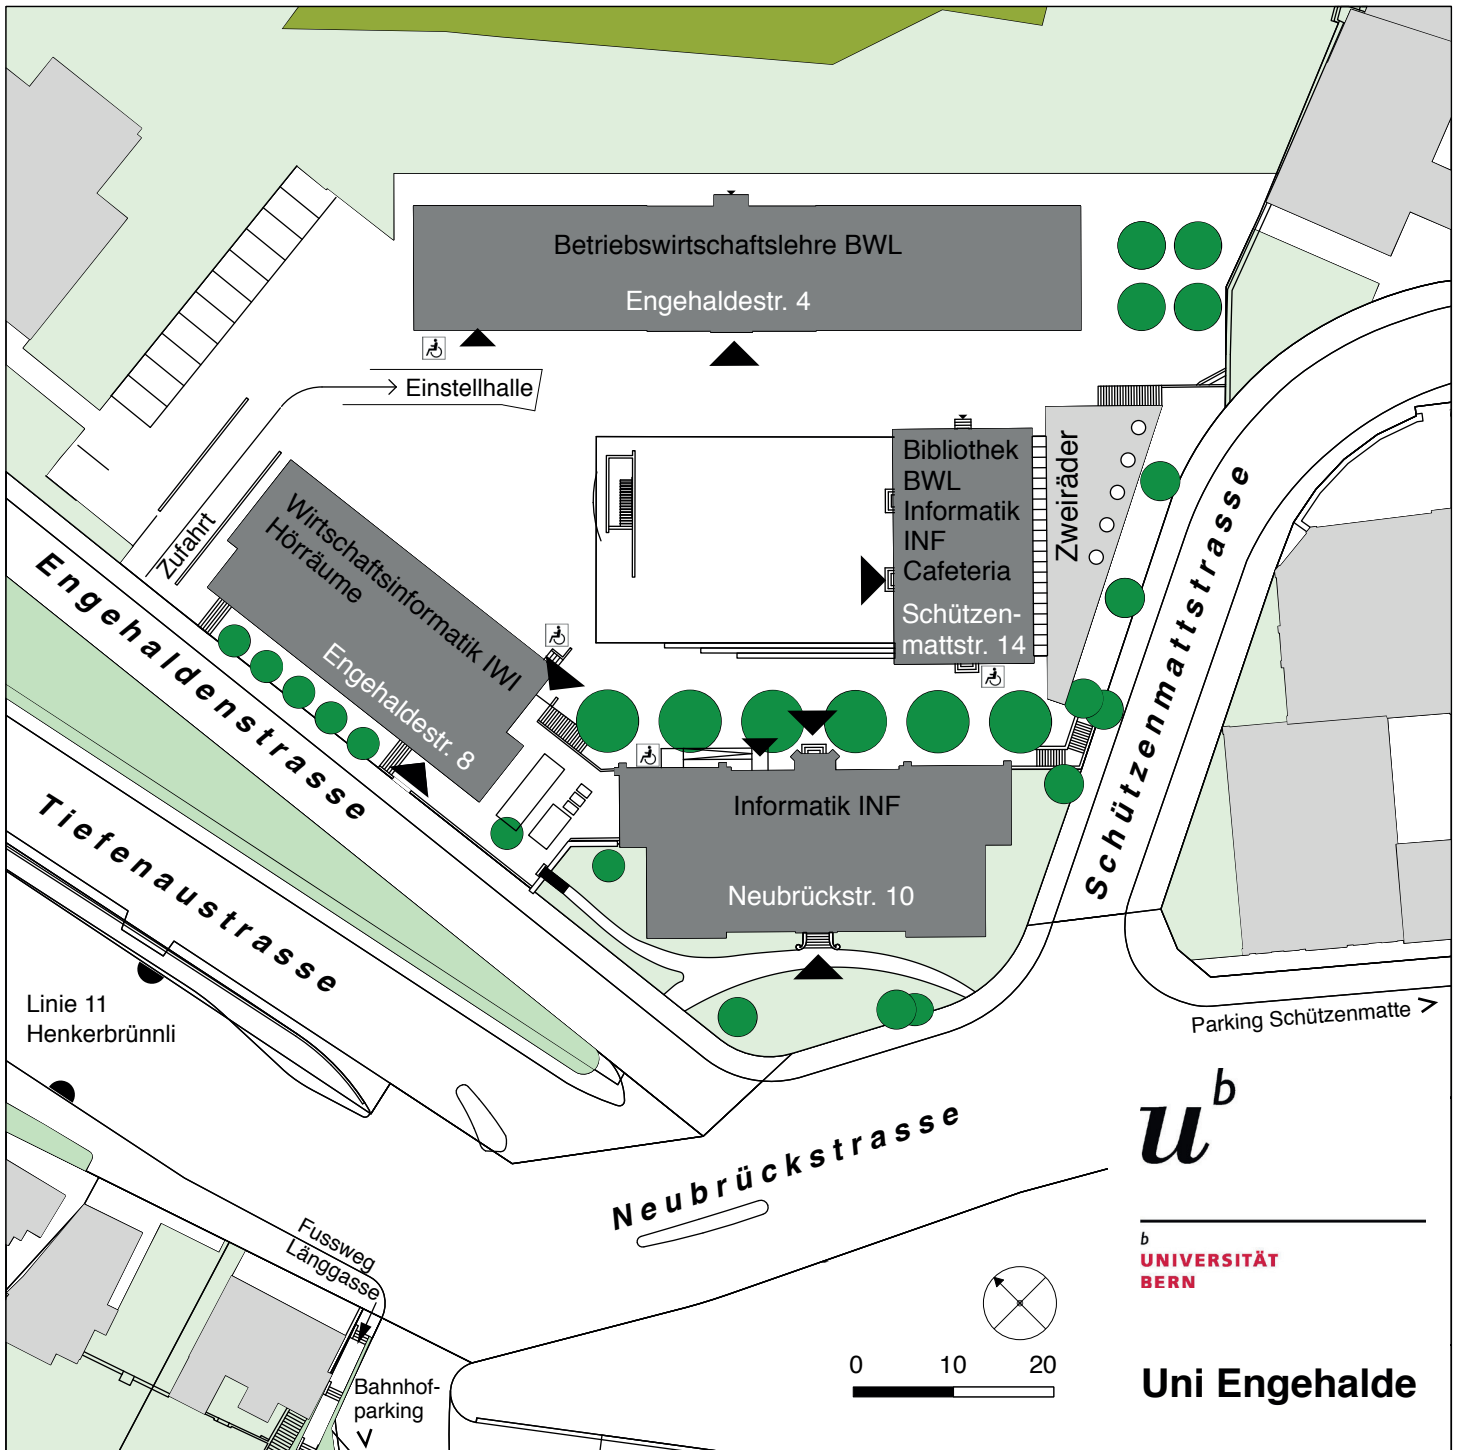 Betriebswirtschaftslehre BWL
Engehaldestr. 4
Einstellhalle
Bibliothek
BWL
Informatik
INF
Cafeteria
Schützen-
mattstr. 14
Zweiräder
Zufahrt
Wirtschaftsinformatik IWI
Hörräume
Engehaldestr. 8
Engehaldenstrasse
Tiefenaustrasse
Schützenmattstrasse
Informatik INF
Neubrückstr. 10
Linie 11
Henkerbrünnli
Parking Schützenmatte >
Neubrückstrasse
Fussweg
Länggasse
Bahnhof-
parking
u b
b
UNIVERSITÄT
BERN
0 10 20
Uni Engehalde